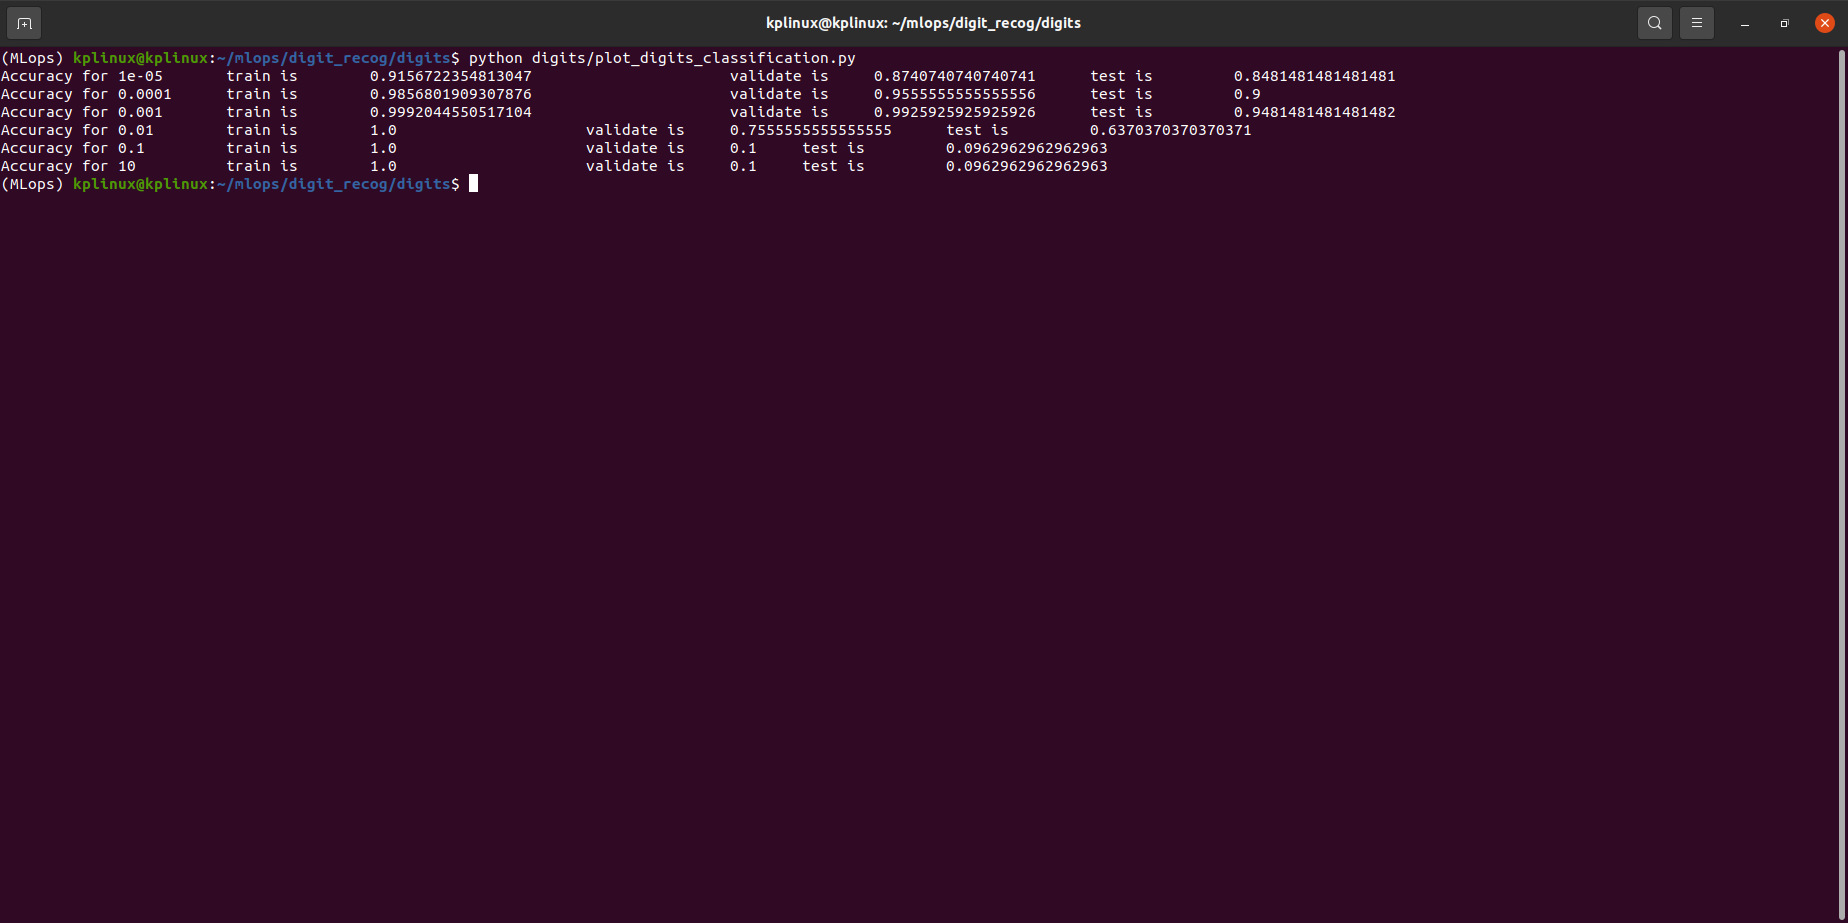 kplinux@kplinux: ~/mlops/digit_recog/digits
(MLops) kplinux@kplinux:~/mlops/digit_recog/digits$ python digits/plot_digits_classification.py
Accuracy for 1e-05 train is 0.9156722354813047 validate is 0.8740740740740741 test is 0.8481481481481481
Accuracy for 0.0001 train is 0.9856801909307876 validate is 0.9555555555555556 test is 0.9
Accuracy for 0.001 train is 0.9992044550517104 validate is 0.9925925925925926 test is 0.9481481481481482
Accuracy for 0.01 train is 1.0 validate is 0.7555555555555555 test is 0.6370370370370371
Accuracy for 0.1 train is 1.0 validate is 0.1 test is 0.0962962962962963
Accuracy for 10 train is 1.0 validate is 0.1 test is 0.0962962962962963
(MLops) kplinux@kplinux:~/mlops/digit_recog/digits$